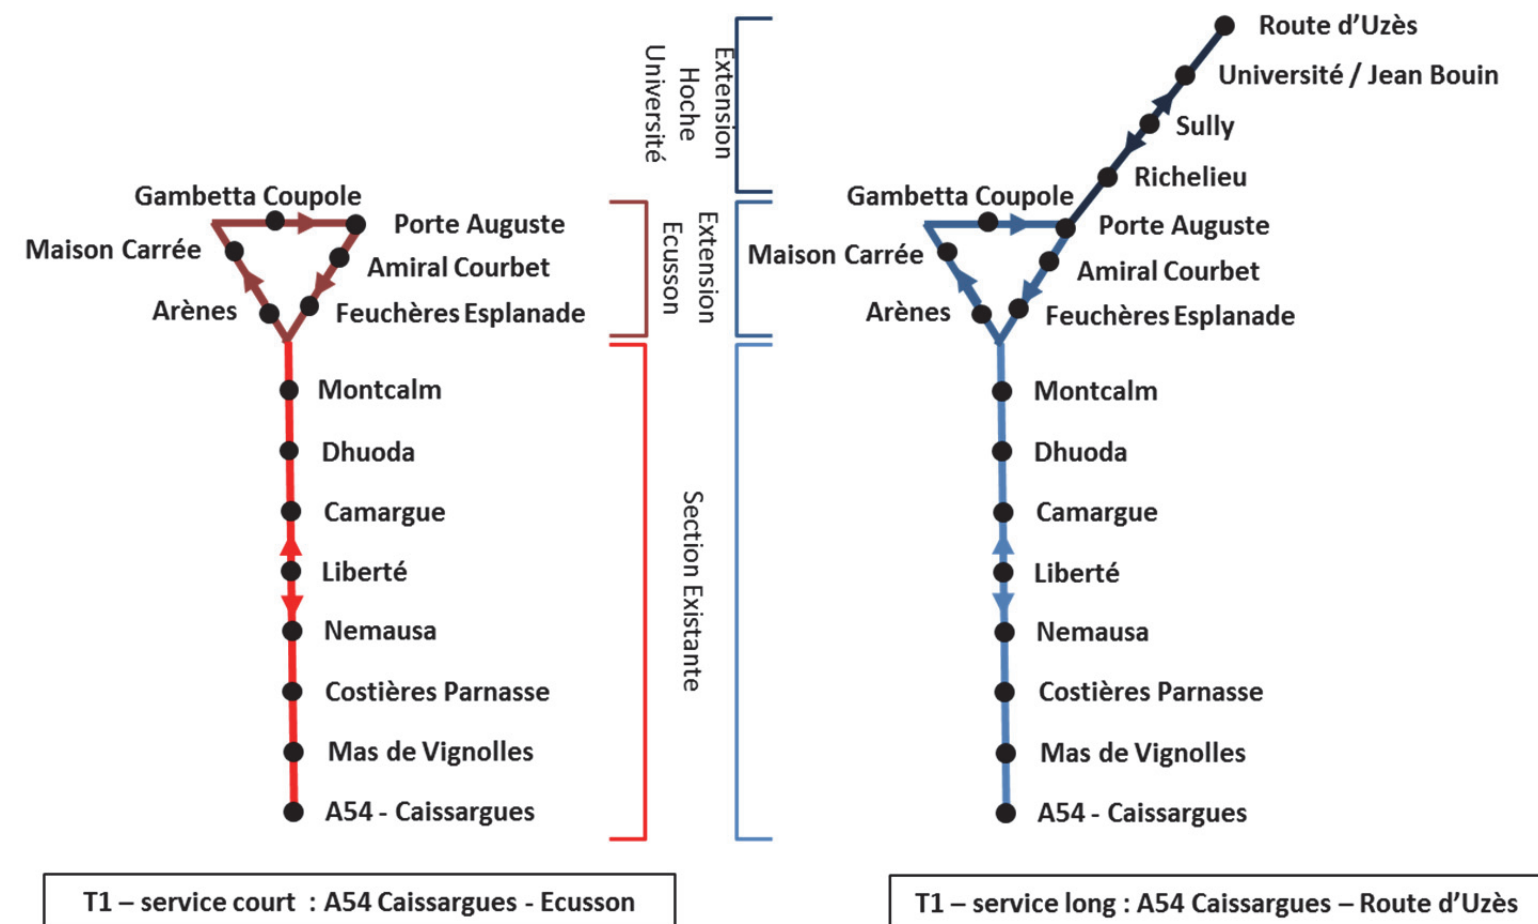 Gambetta Coupole
Porte Auguste
Maison Carrée
Amiral Courbet
Arènes
Feuchères Esplanade
Montcalm
Dhuoda
Camargue
Liberté
Nemausa
Costières Parnasse
Mas de Vignolles
A54 - Caissargues
T1 – service court : A54 Caissargues - Ecusson
Extension
Hoche
Université
Extension
Ecusson
Section Existante
Route d'Uzès
Université / Jean Bouin
Sully
Richelieu
Gambetta Coupole
Porte Auguste
Maison Carrée
Amiral Courbet
Arènes
Feuchères Esplanade
Montcalm
Dhuoda
Camargue
Liberté
Nemausa
Costières Parnasse
Mas de Vignolles
A54 - Caissargues
T1 – service long : A54 Caissargues – Route d'Uzès